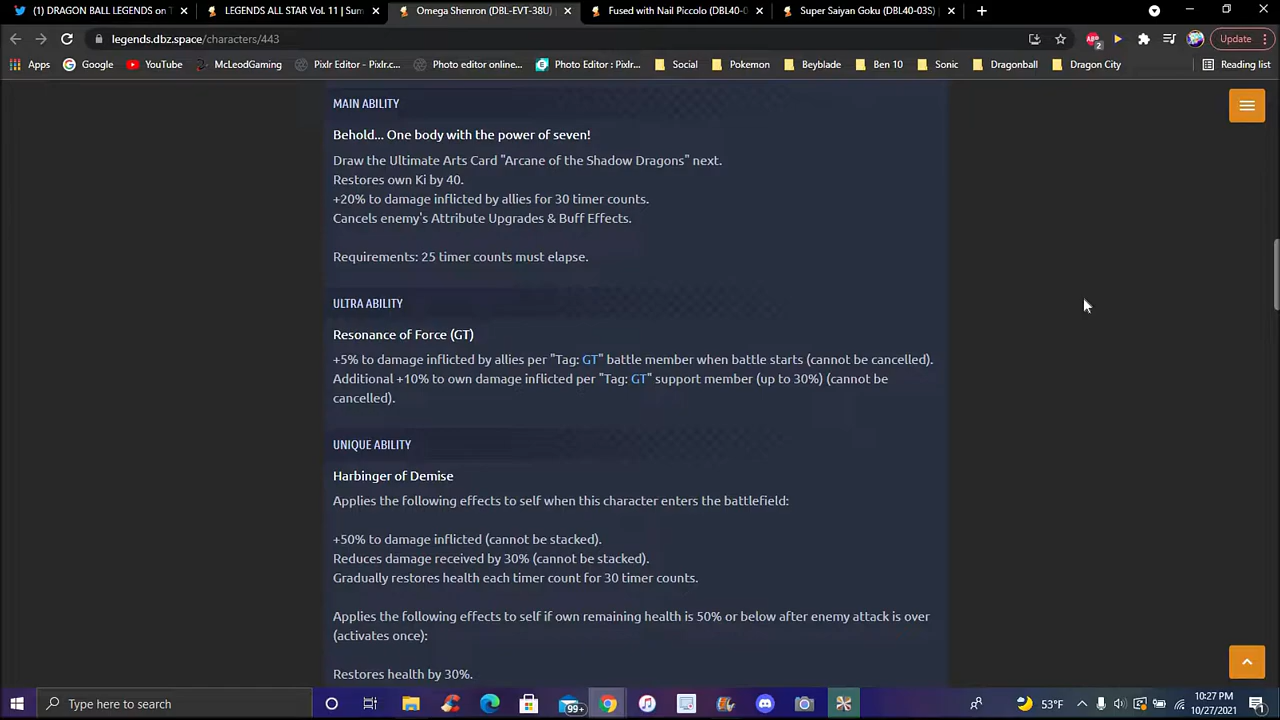 (1) DRAGON BALL LEGENDS on T
LEGENDS ALL STAR Vol. 11 | Sum
Omega Shenron (DBL-EVT-38U)
Fused with Nail Piccolo (DBL40-0
Super Saiyan Goku (DBL40-03S)
legends.dbz.space/characters/443
ABP
2
Update
Apps
Google
YouTube
McLeodGaming
Pixlr Editor - Pixlr.c...
Photo editor online...
Photo Editor : Pixlr...
Social
Pokemon
Beyblade
Ben 10
Sonic
Dragonball
Dragon City
Reading list
MAIN ABILITY
Behold... One body with the power of seven!
Draw the Ultimate Arts Card "Arcane of the Shadow Dragons" next.
Restores own Ki by 40.
+20% to damage inflicted by allies for 30 timer counts.
Cancels enemy's Attribute Upgrades & Buff Effects.
Requirements: 25 timer counts must elapse.
ULTRA ABILITY
Resonance of Force (GT)
+5% to damage inflicted by allies per "Tag: GT" battle member when battle starts (cannot be cancelled).
Additional +10% to own damage inflicted per "Tag: GT" support member (up to 30%) (cannot be
cancelled).
UNIQUE ABILITY
Harbinger of Demise
Applies the following effects to self when this character enters the battlefield:
+50% to damage inflicted (cannot be stacked).
Reduces damage received by 30% (cannot be stacked).
Gradually restores health each timer count for 30 timer counts.
Applies the following effects to self if own remaining health is 50% or below after enemy attack is over
(activates once):
Restores health by 30%.
Type here to search
99+
53°F
10:27 PM
10/27/2021
1